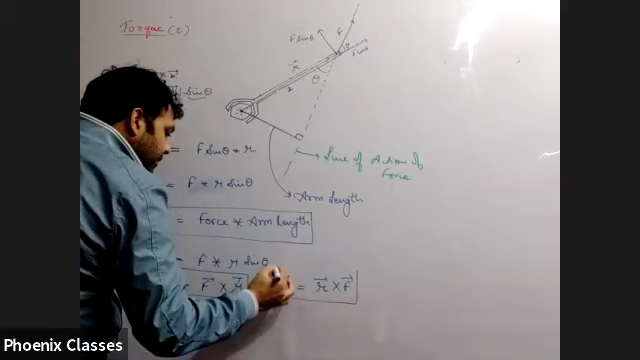 Torque (τ)
F Sinθ
F
θ
F cosθ
r⃗
θ
Sinθ
= F Sinθ * r
= F * r Sinθ
Line of Action of
Force
Arm Length
= Force * Arm Length
= F * r Sinθ
F⃗ × r⃗
= r⃗ × F⃗
Phoenix Classes